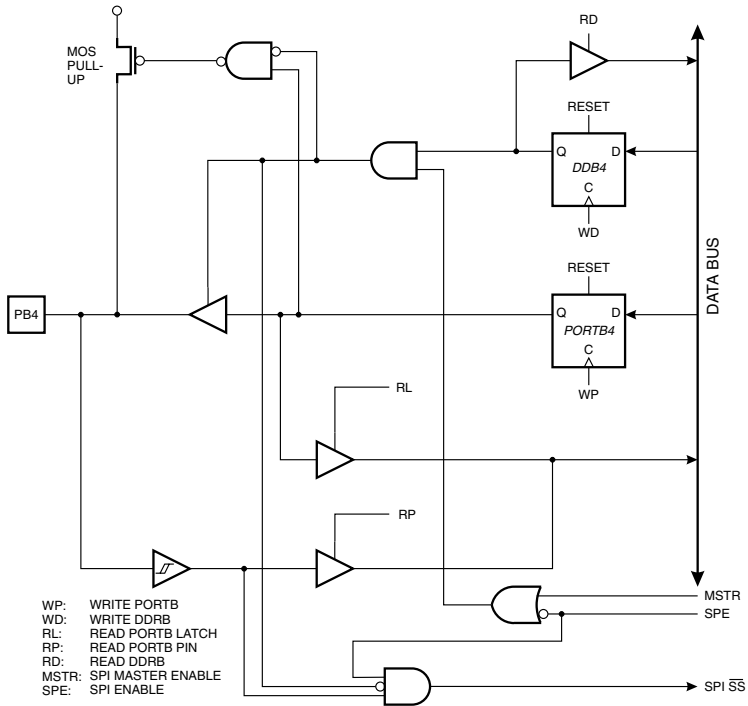 RD
MOS
PULL-
UP
RESET
Q D
DDB4
C
WD
DATA BUS
RESET
PB4
Q D
PORTB4
C
WP
RL
RP
WP: WRITE PORTB
WD: WRITE DDRB
RL: READ PORTB LATCH
RP: READ PORTB PIN
RD: READ DDRB
MSTR: SPI MASTER ENABLE
SPE: SPI ENABLE
MSTR
SPE
SPI S̅S̅